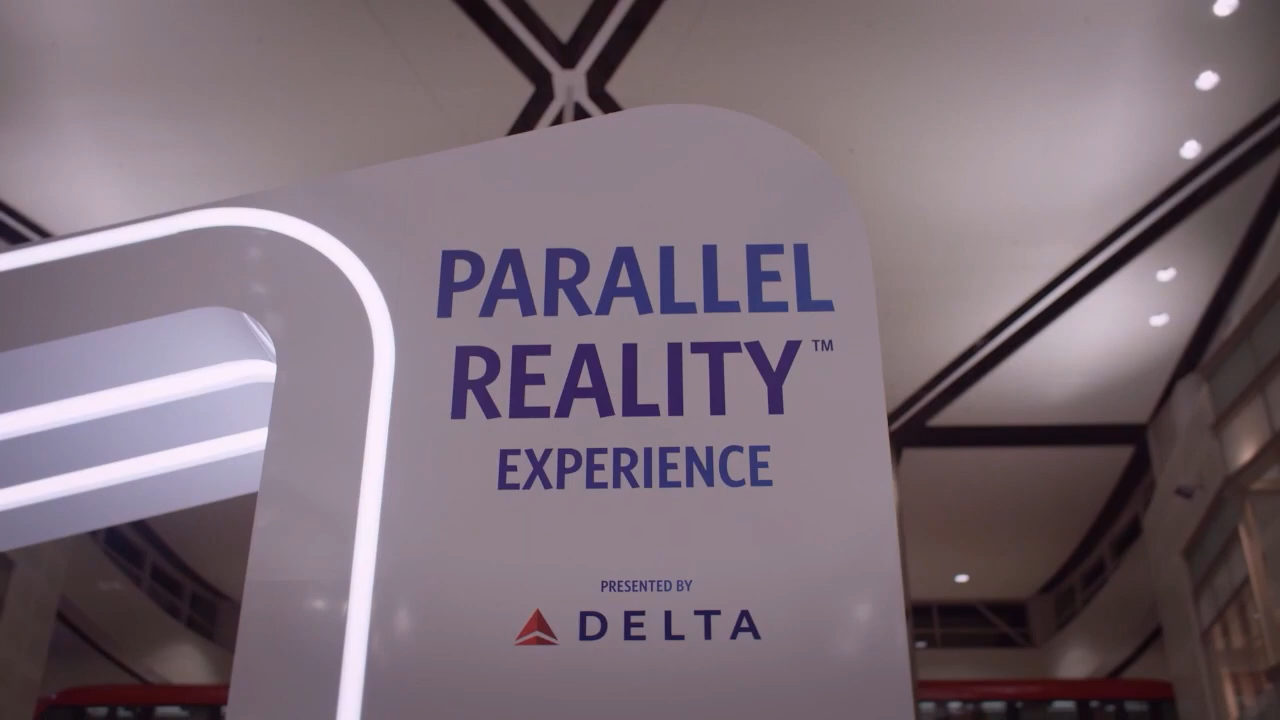 PARALLEL
REALITY™
EXPERIENCE
PRESENTED BY
DELTA